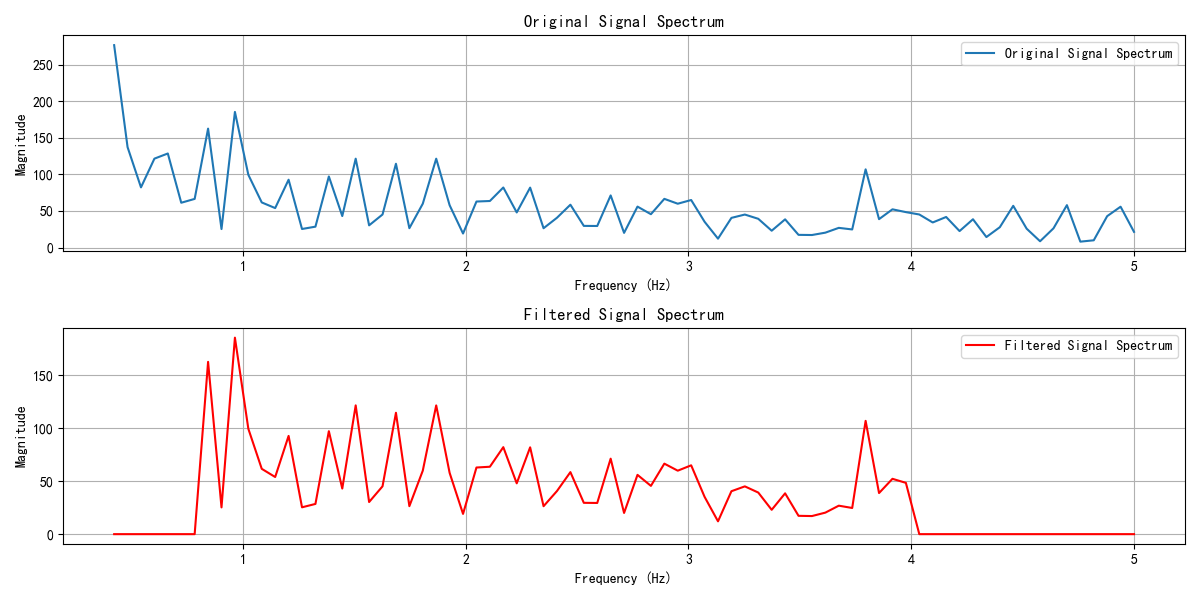 Original Signal Spectrum
Original Signal Spectrum
250
200
150
100
50
0
Magnitude
1
2
3
4
5
Frequency (Hz)
Filtered Signal Spectrum
Filtered Signal Spectrum
150
100
50
0
Magnitude
1
2
3
4
5
Frequency (Hz)